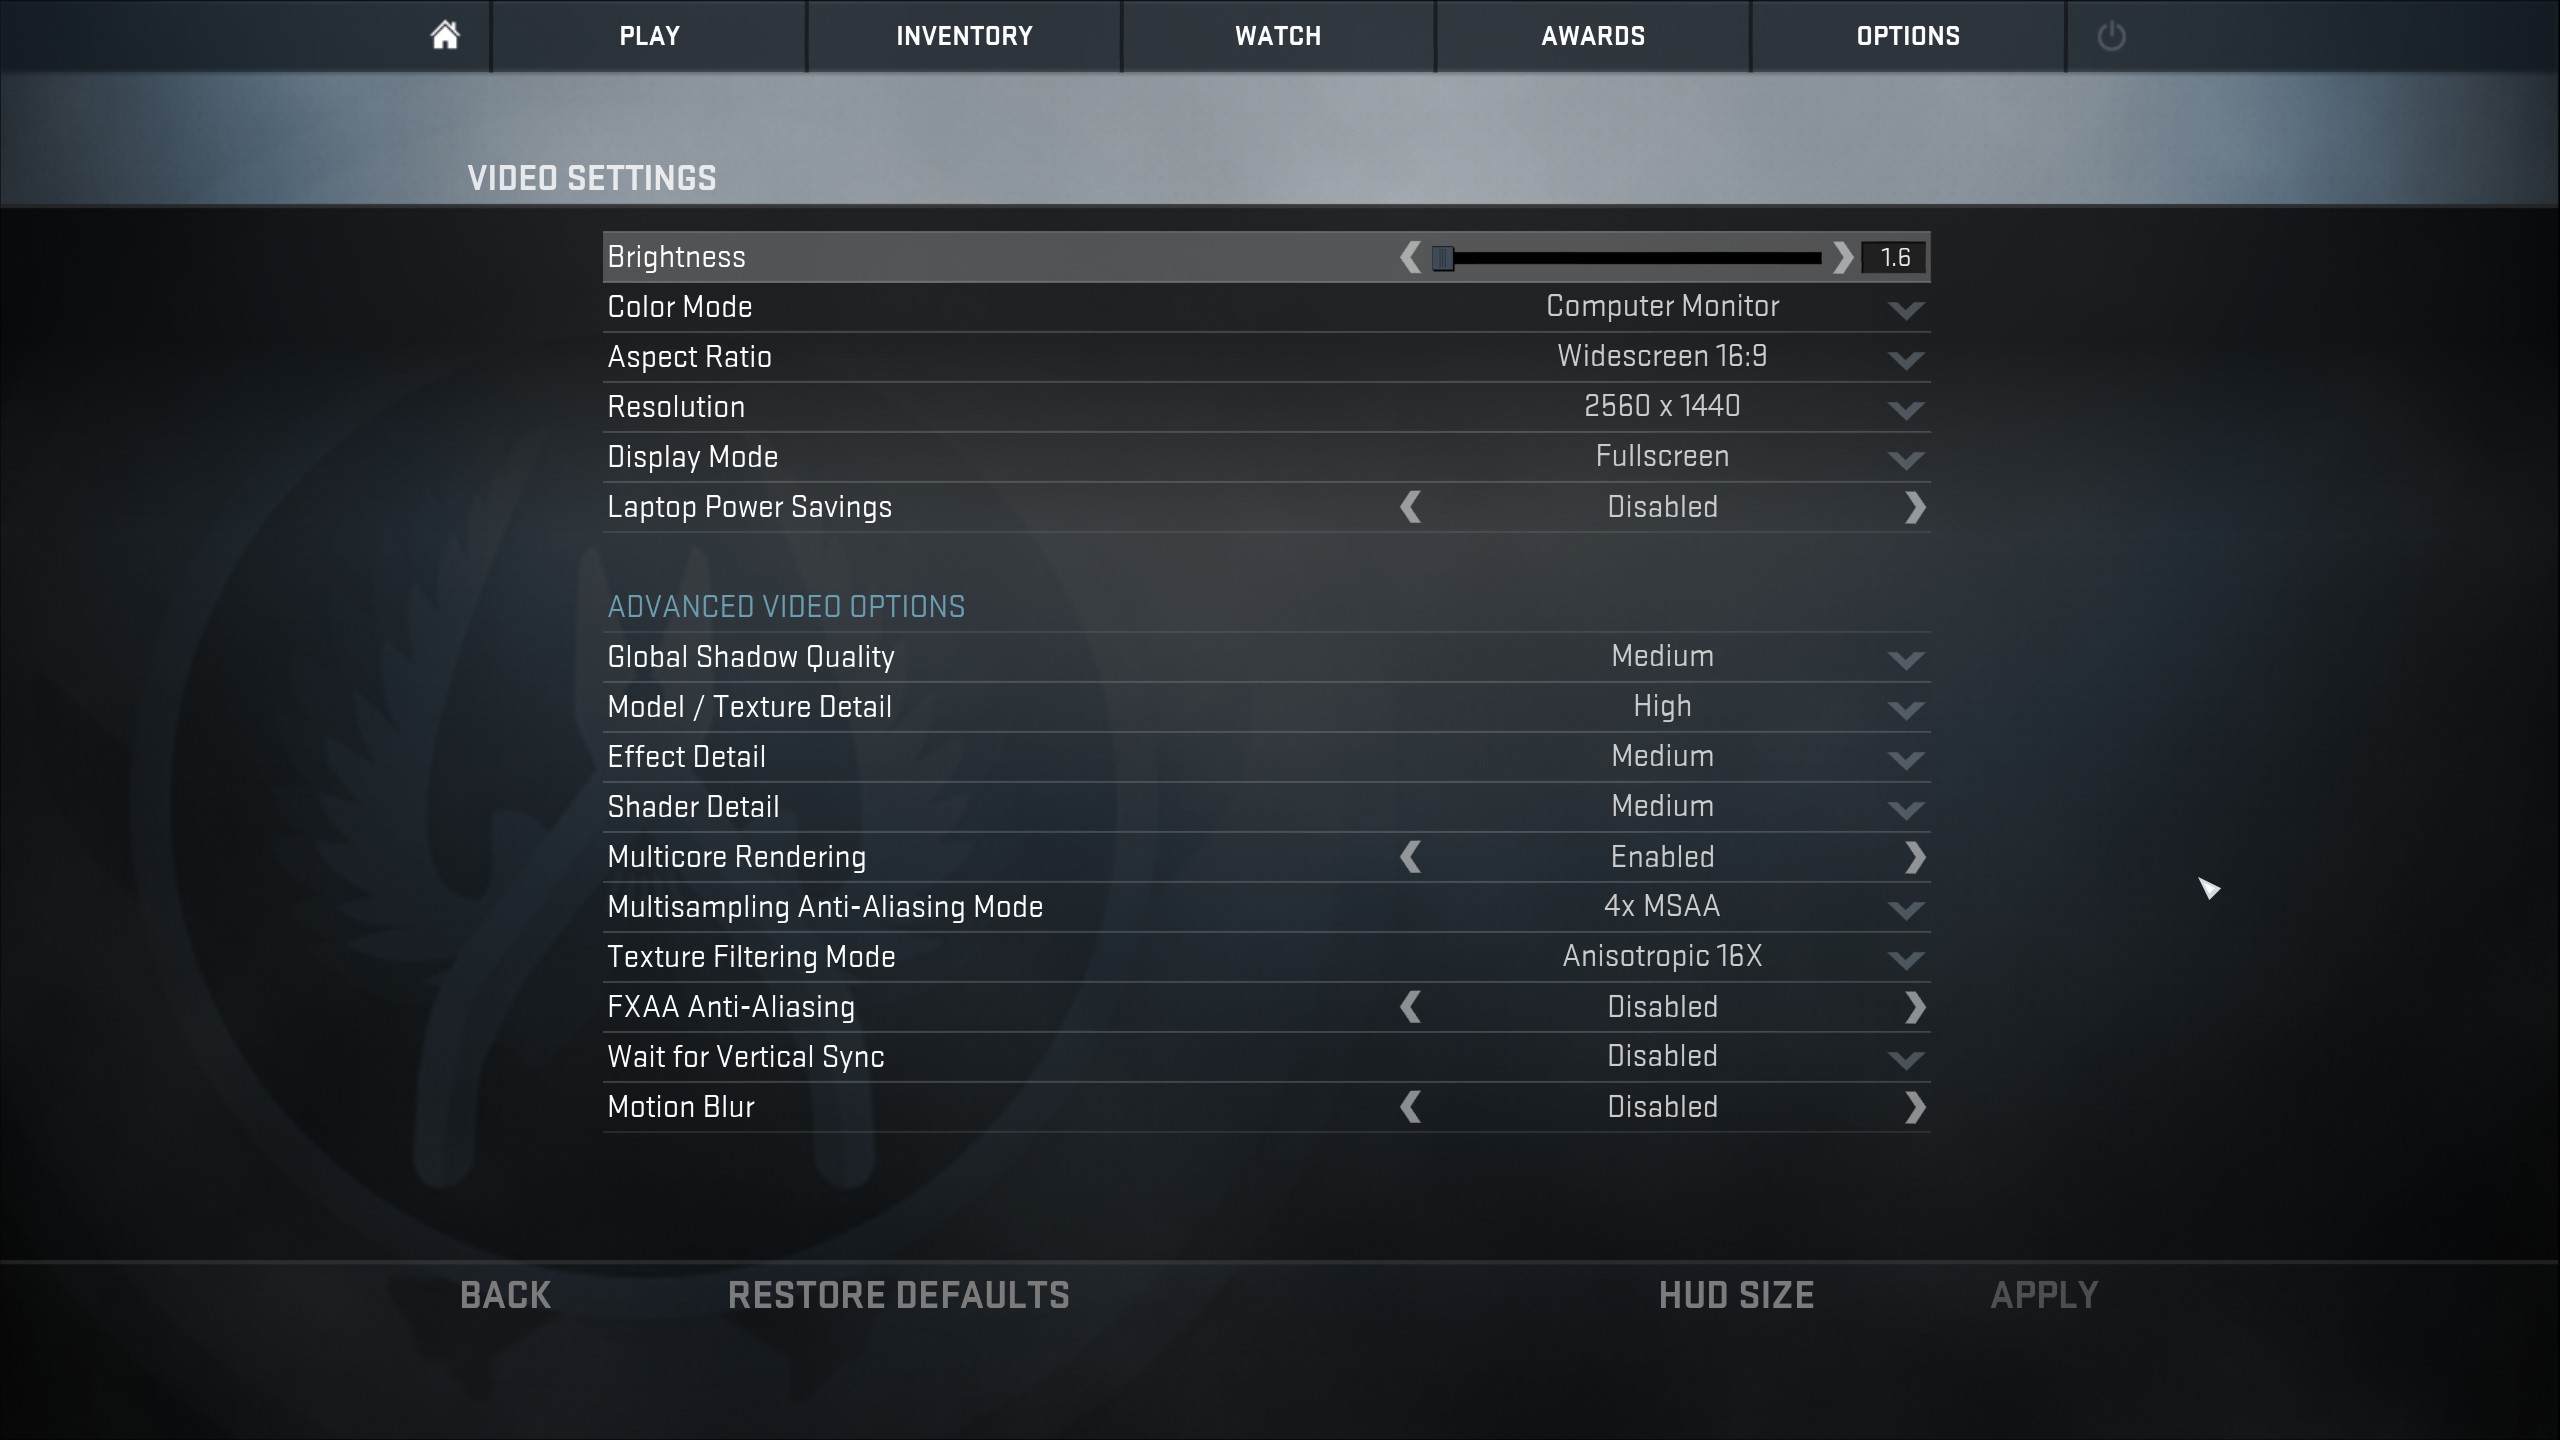 PLAY INVENTORY WATCH AWARDS OPTIONS
VIDEO SETTINGS
Brightness 1.6
Color Mode Computer Monitor
Aspect Ratio Widescreen 16:9
Resolution 2560 x 1440
Display Mode Fullscreen
Laptop Power Savings Disabled
ADVANCED VIDEO OPTIONS
Global Shadow Quality Medium
Model / Texture Detail High
Effect Detail Medium
Shader Detail Medium
Multicore Rendering Enabled
Multisampling Anti-Aliasing Mode 4x MSAA
Texture Filtering Mode Anisotropic 16X
FXAA Anti-Aliasing Disabled
Wait for Vertical Sync Disabled
Motion Blur Disabled
BACK RESTORE DEFAULTS HUD SIZE APPLY